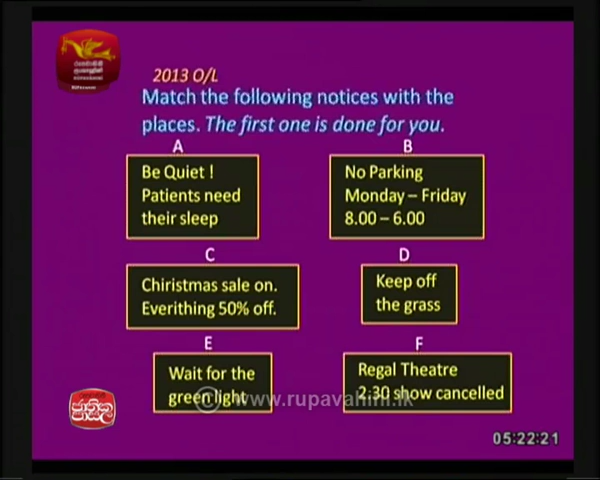 2013 O/L
Match the following notices with the
places. The first one is done for you.
A
B
Be Quiet !
Patients need
their sleep
No Parking
Monday – Friday
8.00 – 6.00
C
D
Chiristmas sale on.
Everithing 50% off.
Keep off
the grass
E
F
Wait for the
green light
Regal Theatre
2:30 show cancelled
© www.rupavahini.lk
05:22:21